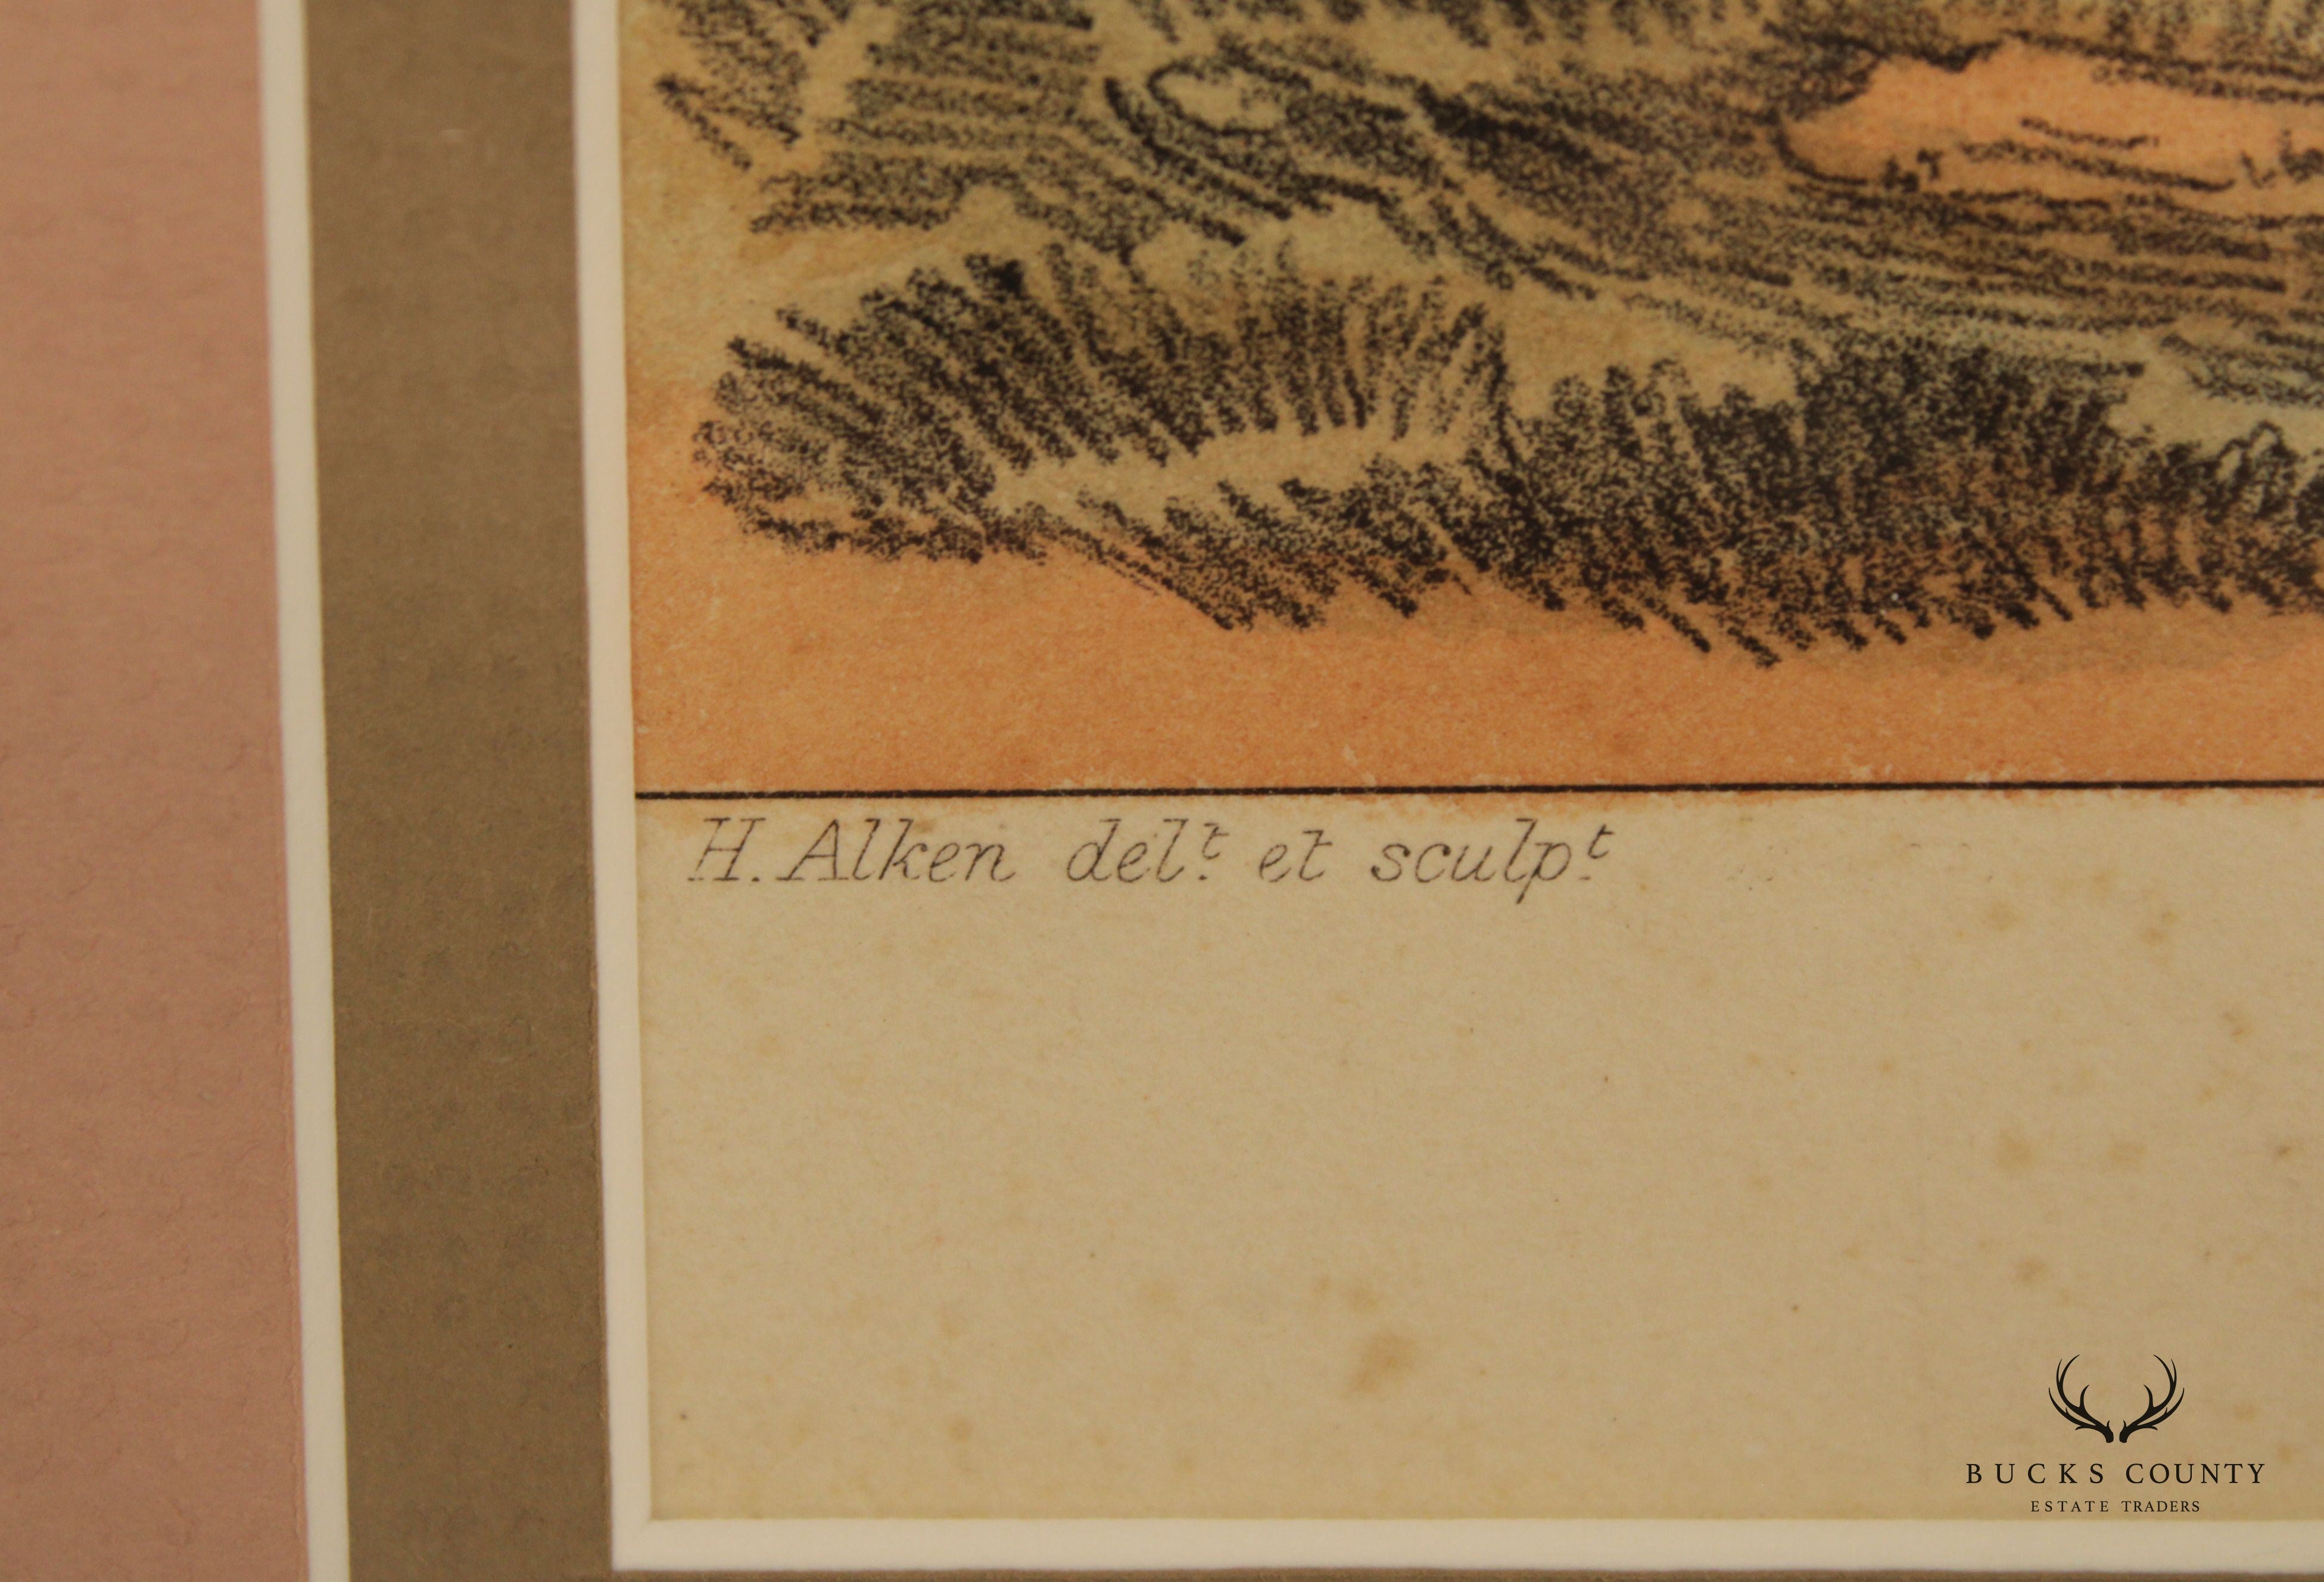 H. Alken delᵗ. et sculpᵗ.
BUCKS COUNTY
ESTATE TRADERS